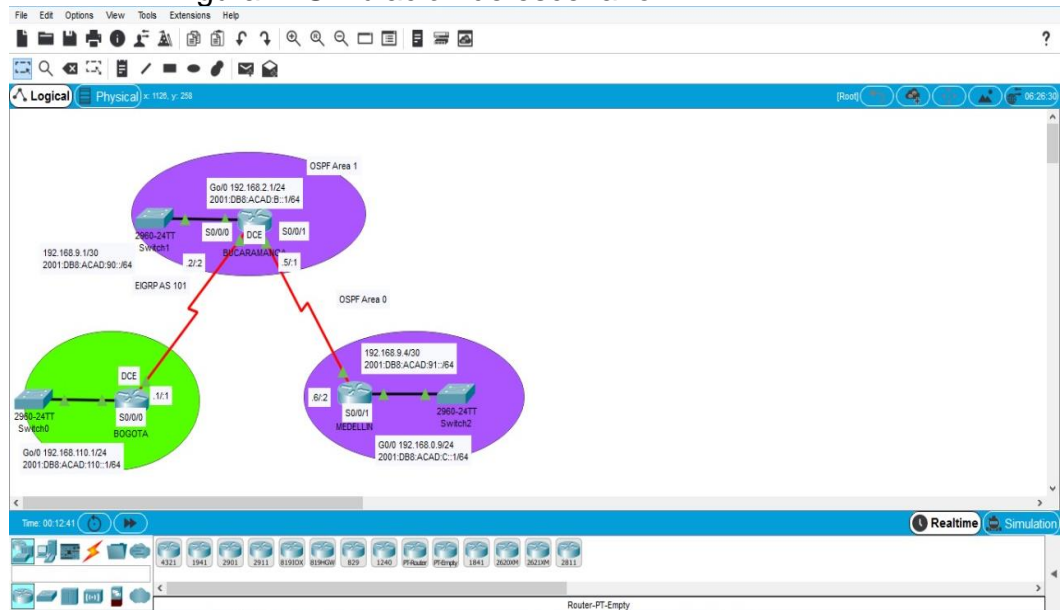 File Edit Options View Tools Extensions Help
?
Logical
Physical
x: 1126, y: 258
[Root]
06:26:30
OSPF Area 1
Go/0 192.168.2.1/24
2001:DB8:ACAD:B::1/64
S0/0/0
DCE
S0/0/1
2960-24TT
Switch1
BUCARAMANGA
192.168.9.1/30
2001:DB8:ACAD:90::/64
.2/:2
.5/:1
EIGRP AS 101
OSPF Area 0
192.168.9.4/30
2001:DB8:ACAD:91::/64
DCE
.1/:1
2960-24TT
Switch0
S0/0/0
BOGOTA
.6/:2
S0/0/1
MEDELLIN
2960-24TT
Switch2
Go/0 192.168.110.1/24
2001:DB8:ACAD:110::1/64
G0/0 192.168.0.9/24
2001:DB8:ACAD:C::1/64
Time: 00:12:41
Realtime
Simulation
4321 1941 2901 2911 819IOX 819HGW 829 1240 PT-Router PT-Empty 1841 2620XM 2621XM 2811
Router-PT-Empty